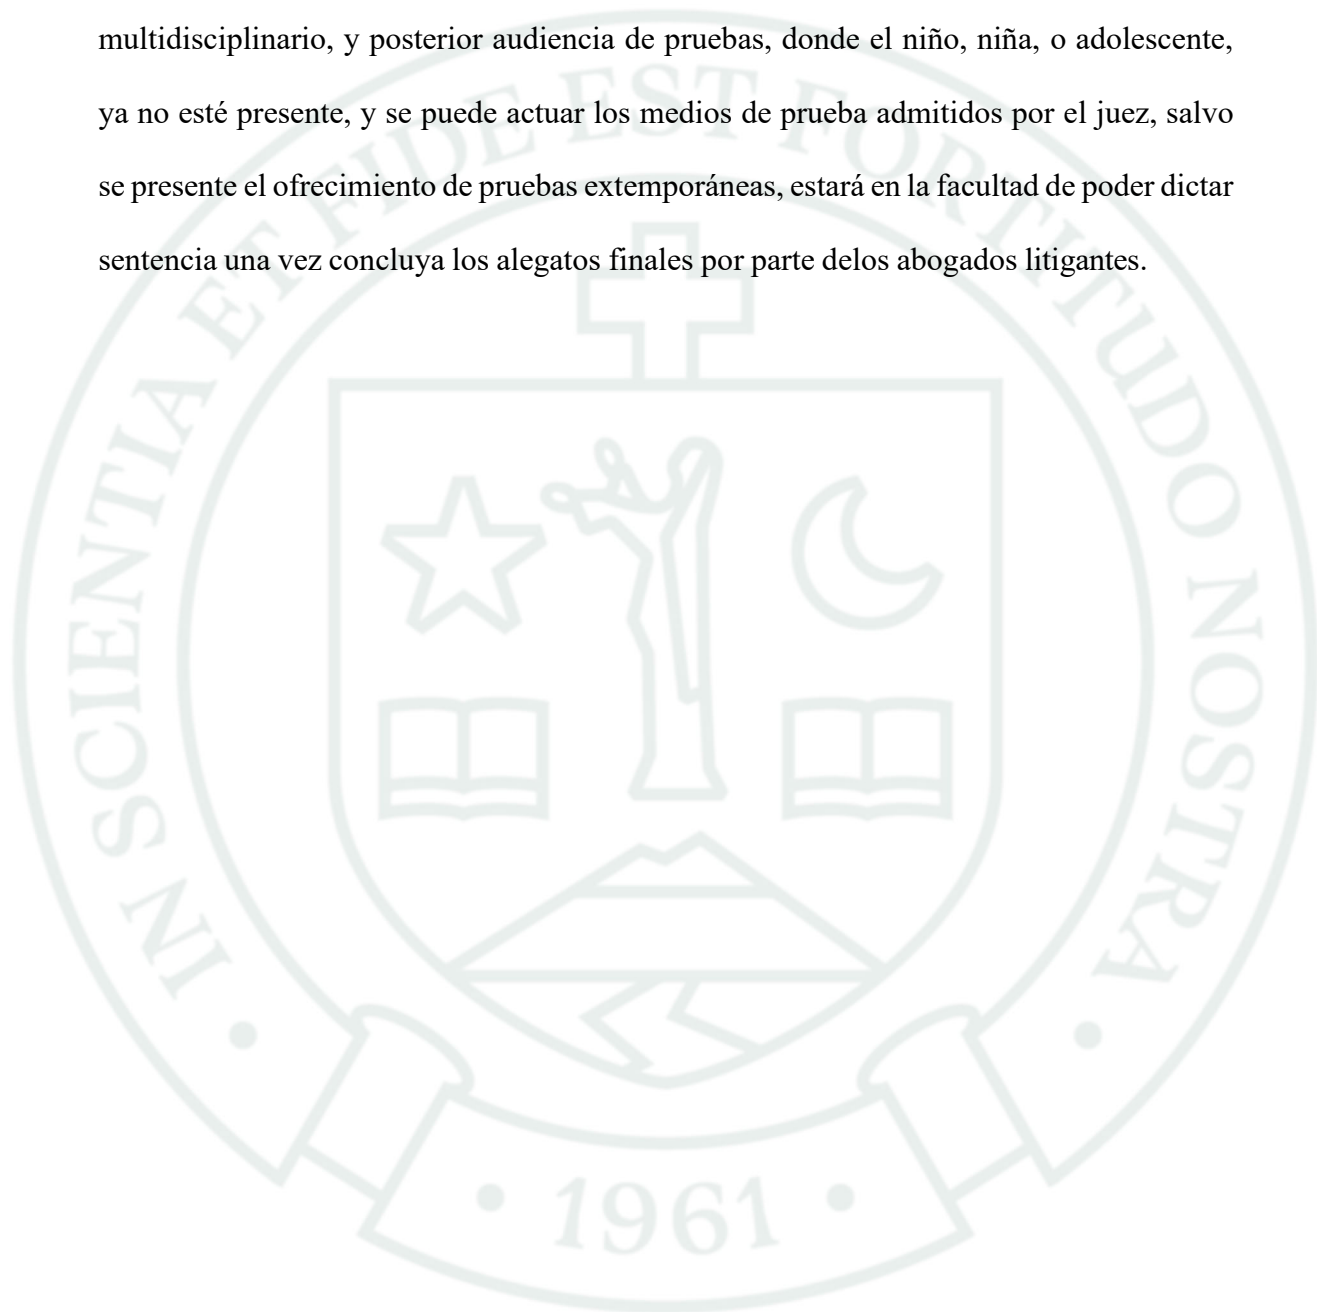 multidisciplinario, y posterior audiencia de pruebas, donde el niño, niña, o adolescente,
ya no esté presente, y se puede actuar los medios de prueba admitidos por el juez, salvo
se presente el ofrecimiento de pruebas extemporáneas, estará en la facultad de poder dictar
sentencia una vez concluya los alegatos finales por parte delos abogados litigantes.
IN SCIENTIA ET FIDE EST FORTITUDO NOSTRA
• 1961 •